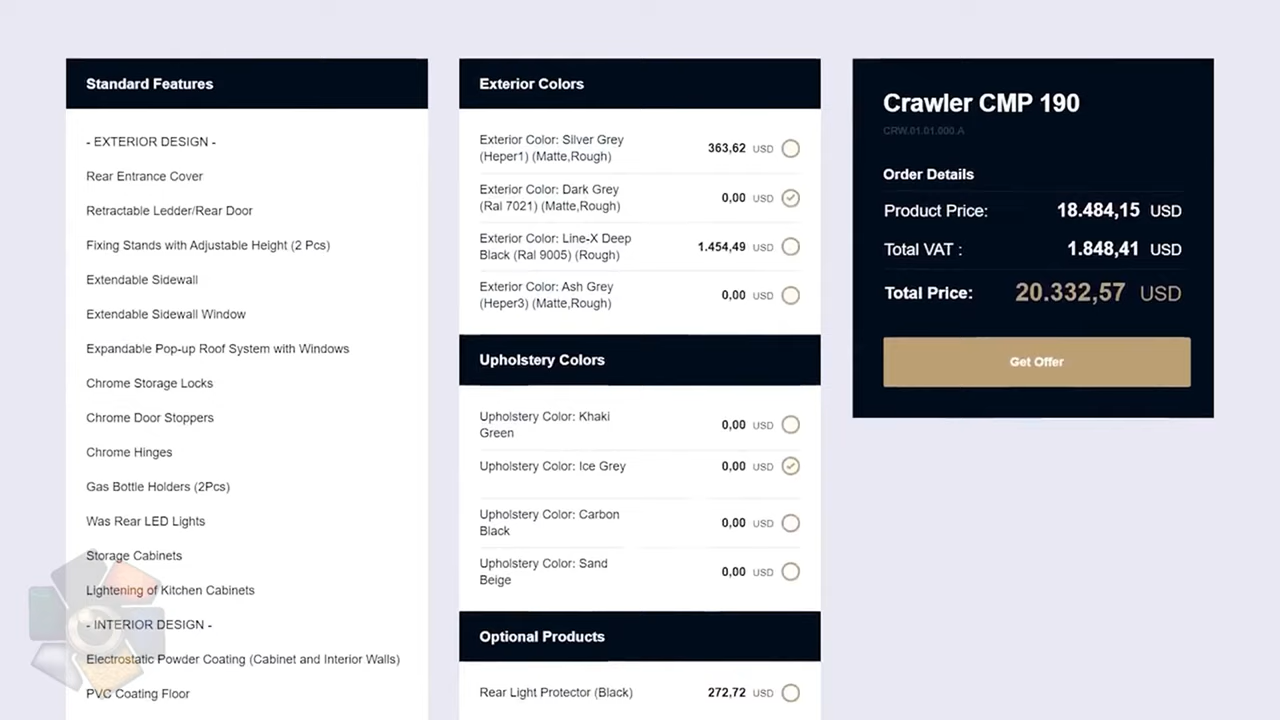 Standard Features
- EXTERIOR DESIGN -
Rear Entrance Cover
Retractable Ledder/Rear Door
Fixing Stands with Adjustable Height (2 Pcs)
Extendable Sidewall
Extendable Sidewall Window
Expandable Pop-up Roof System with Windows
Chrome Storage Locks
Chrome Door Stoppers
Chrome Hinges
Gas Bottle Holders (2Pcs)
Was Rear LED Lights
Storage Cabinets
Lightening of Kitchen Cabinets
- INTERIOR DESIGN -
Electrostatic Powder Coating (Cabinet and Interior Walls)
PVC Coating Floor
Exterior Colors
Exterior Color: Silver Grey
(Heper1) (Matte,Rough)
363,62 USD
Exterior Color: Dark Grey
(Ral 7021) (Matte,Rough)
0,00 USD
Exterior Color: Line-X Deep
Black (Ral 9005) (Rough)
1.454,49 USD
Exterior Color: Ash Grey
(Heper3) (Matte,Rough)
0,00 USD
Upholstery Colors
Upholstery Color: Khaki
Green
0,00 USD
Upholstery Color: Ice Grey
0,00 USD
Upholstery Color: Carbon
Black
0,00 USD
Upholstery Color: Sand
Beige
0,00 USD
Optional Products
Rear Light Protector (Black)
272,72 USD
Crawler CMP 190
CRW.01.01.000.A
Order Details
Product Price: 18.484,15 USD
Total VAT : 1.848,41 USD
Total Price: 20.332,57 USD
Get Offer